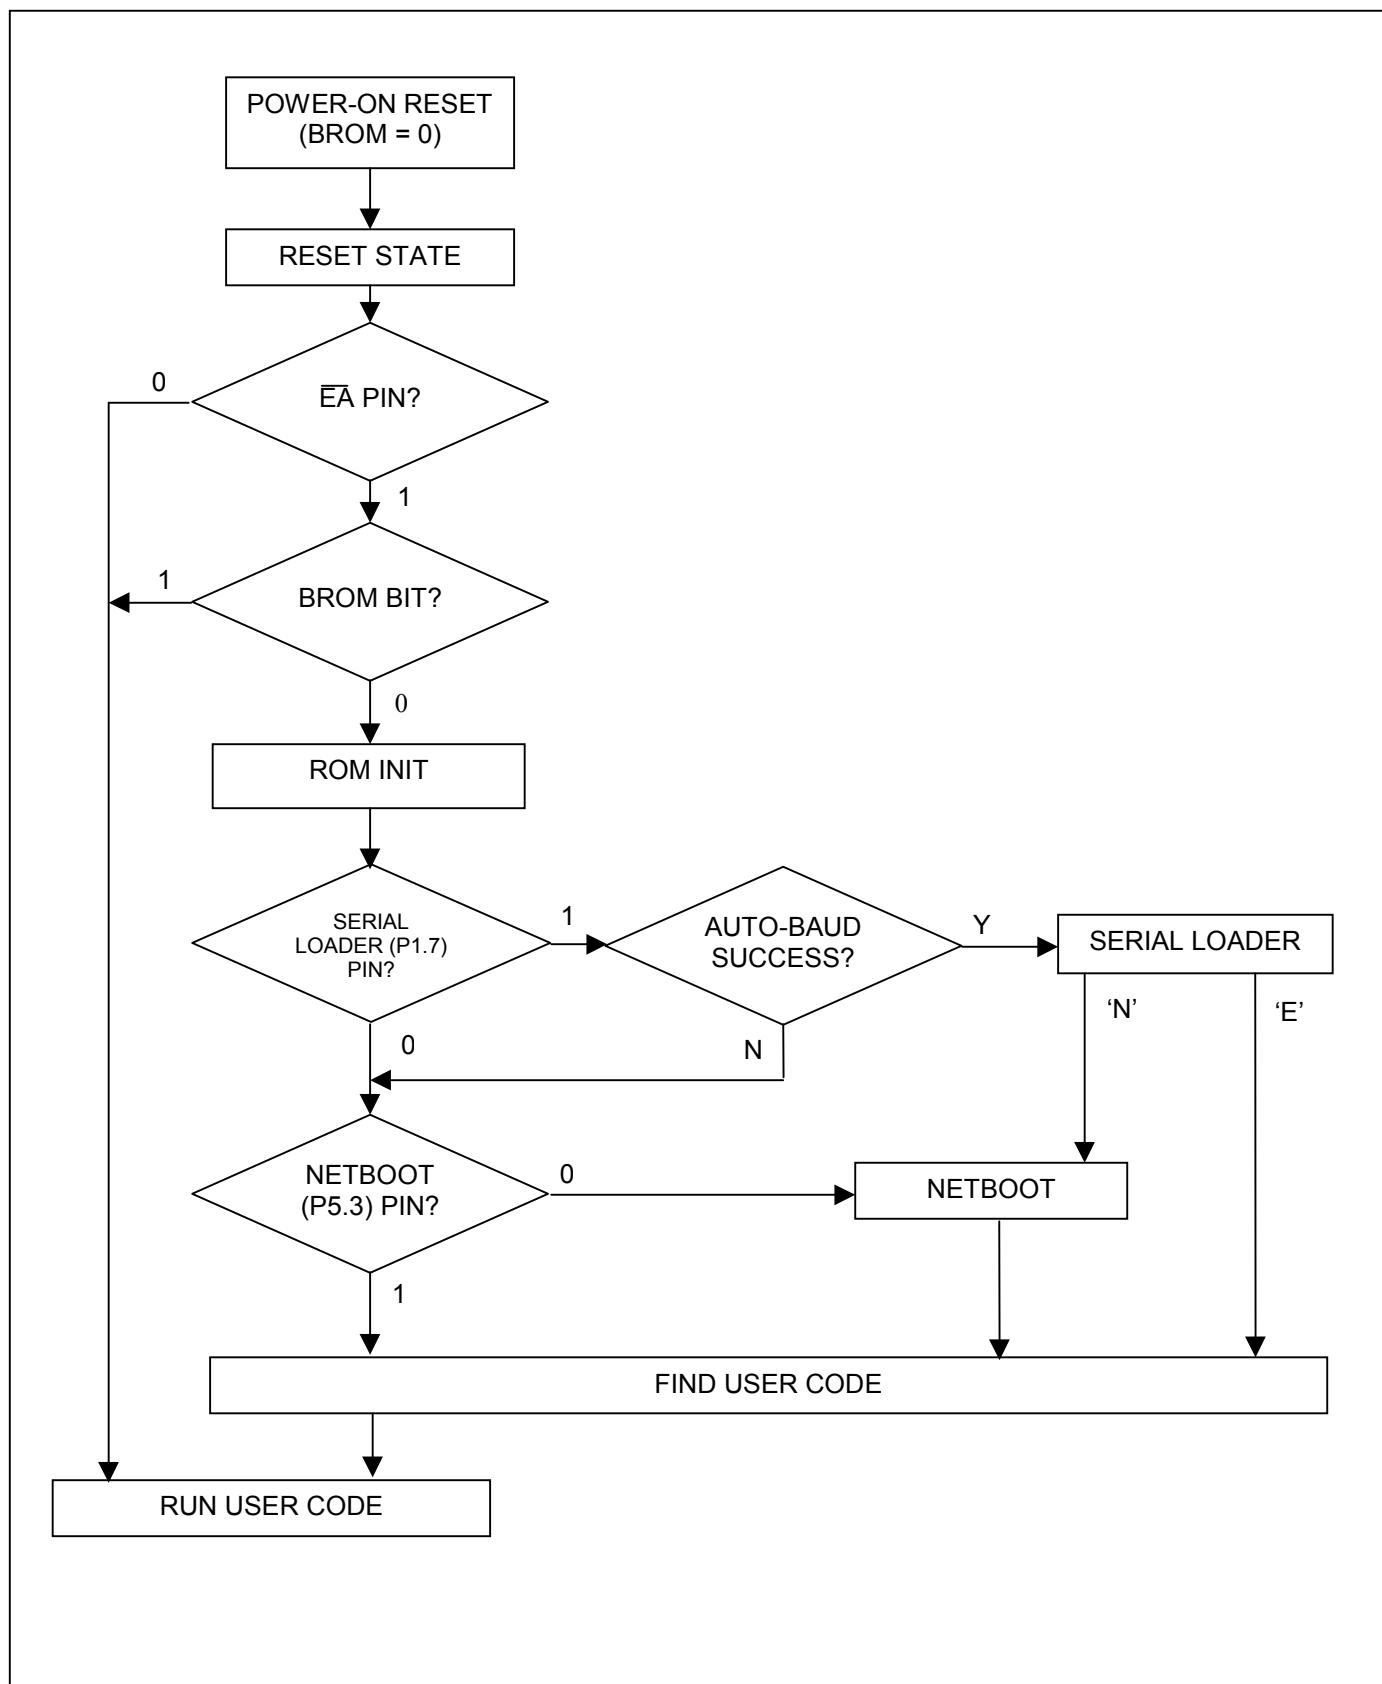 POWER-ON RESET
(BROM = 0)
RESET STATE
0
E̅A̅ PIN?
1
1
BROM BIT?
0
ROM INIT
SERIAL
LOADER (P1.7)
PIN?
1
AUTO-BAUD
SUCCESS?
Y
SERIAL LOADER
0
N
‘N’
‘E’
NETBOOT
(P5.3) PIN?
0
NETBOOT
1
FIND USER CODE
RUN USER CODE